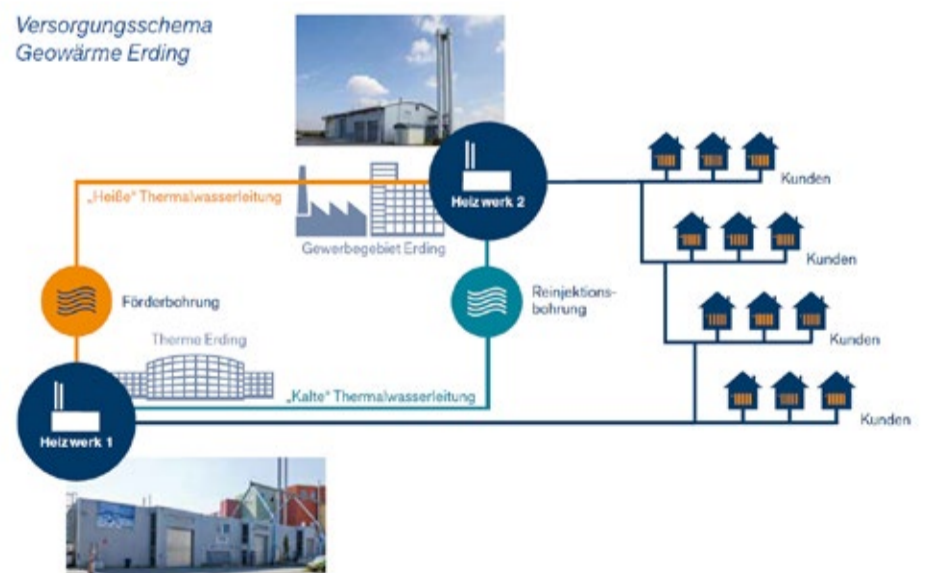 Versorgungsschema
Geowärme Erding
„Heiße“ Thermalwasserleitung
Heizwerk 2
Gewerbegebiet Erding
Kunden
Kunden
Förderbohrung
Reinjektions-
bohrung
Therme Erding
Kunden
„Kalte“ Thermalwasserleitung
Heizwerk 1
Kunden